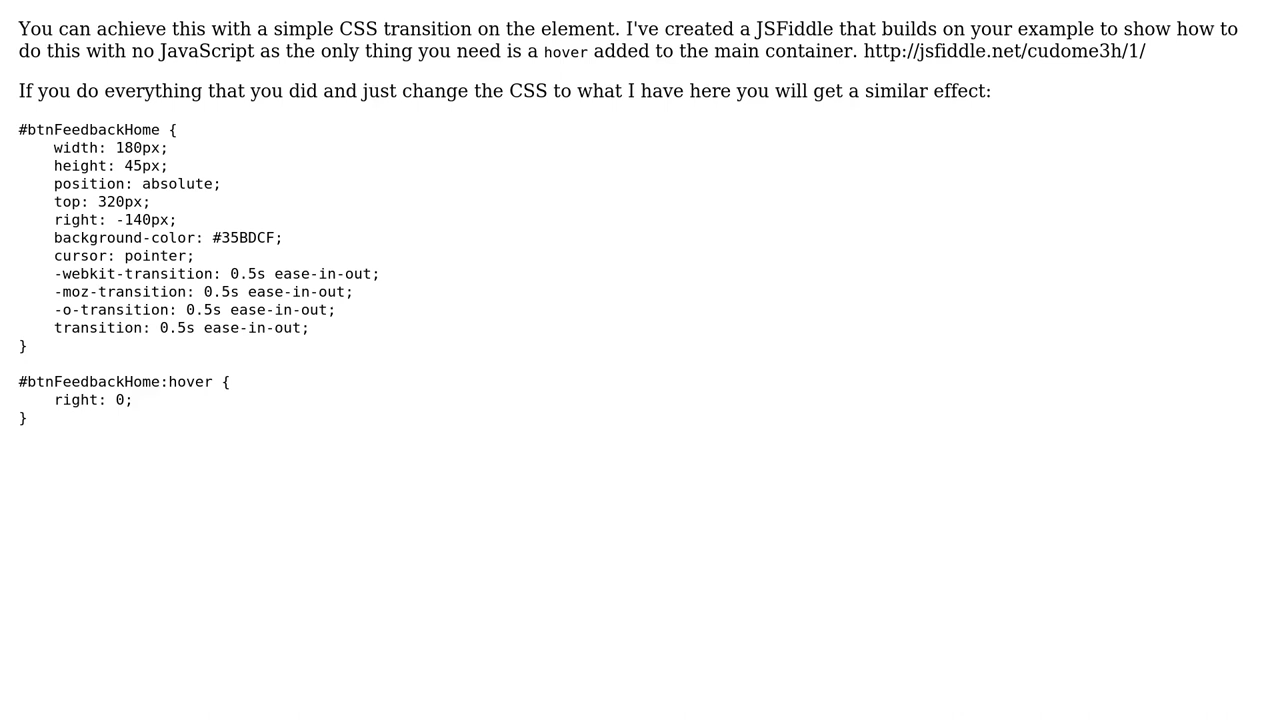 You can achieve this with a simple CSS transition on the element. I've created a JSFiddle that builds on your example to show how to
do this with no JavaScript as the only thing you need is a hover added to the main container. http://jsfiddle.net/cudome3h/1/
If you do everything that you did and just change the CSS to what I have here you will get a similar effect:
#btnFeedbackHome {
    width: 180px;
    height: 45px;
    position: absolute;
    top: 320px;
    right: -140px;
    background-color: #35BDCF;
    cursor: pointer;
    -webkit-transition: 0.5s ease-in-out;
    -moz-transition: 0.5s ease-in-out;
    -o-transition: 0.5s ease-in-out;
    transition: 0.5s ease-in-out;
}
#btnFeedbackHome:hover {
    right: 0;
}